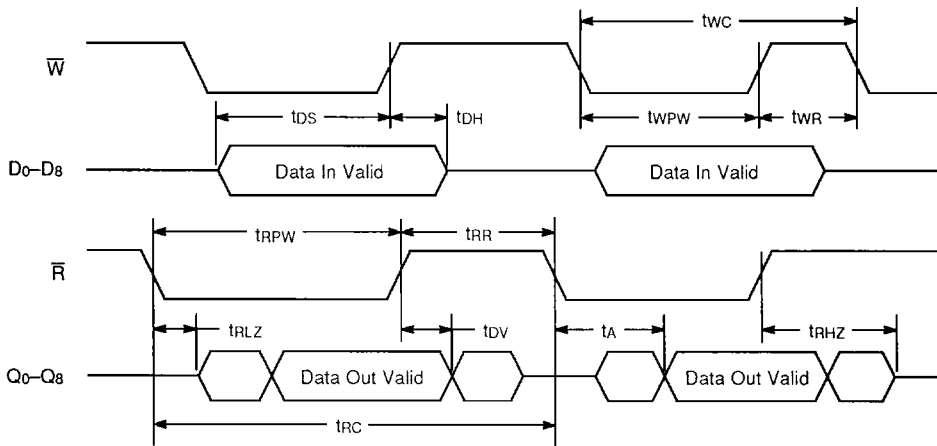 tWC
W
tDS
tDH
tWPW
tWR
D0–D8
Data In Valid
Data In Valid
tRPW
tRR
R
tRLZ
tDV
tA
tRHZ
Q0–Q8
Data Out Valid
Data Out Valid
tRC